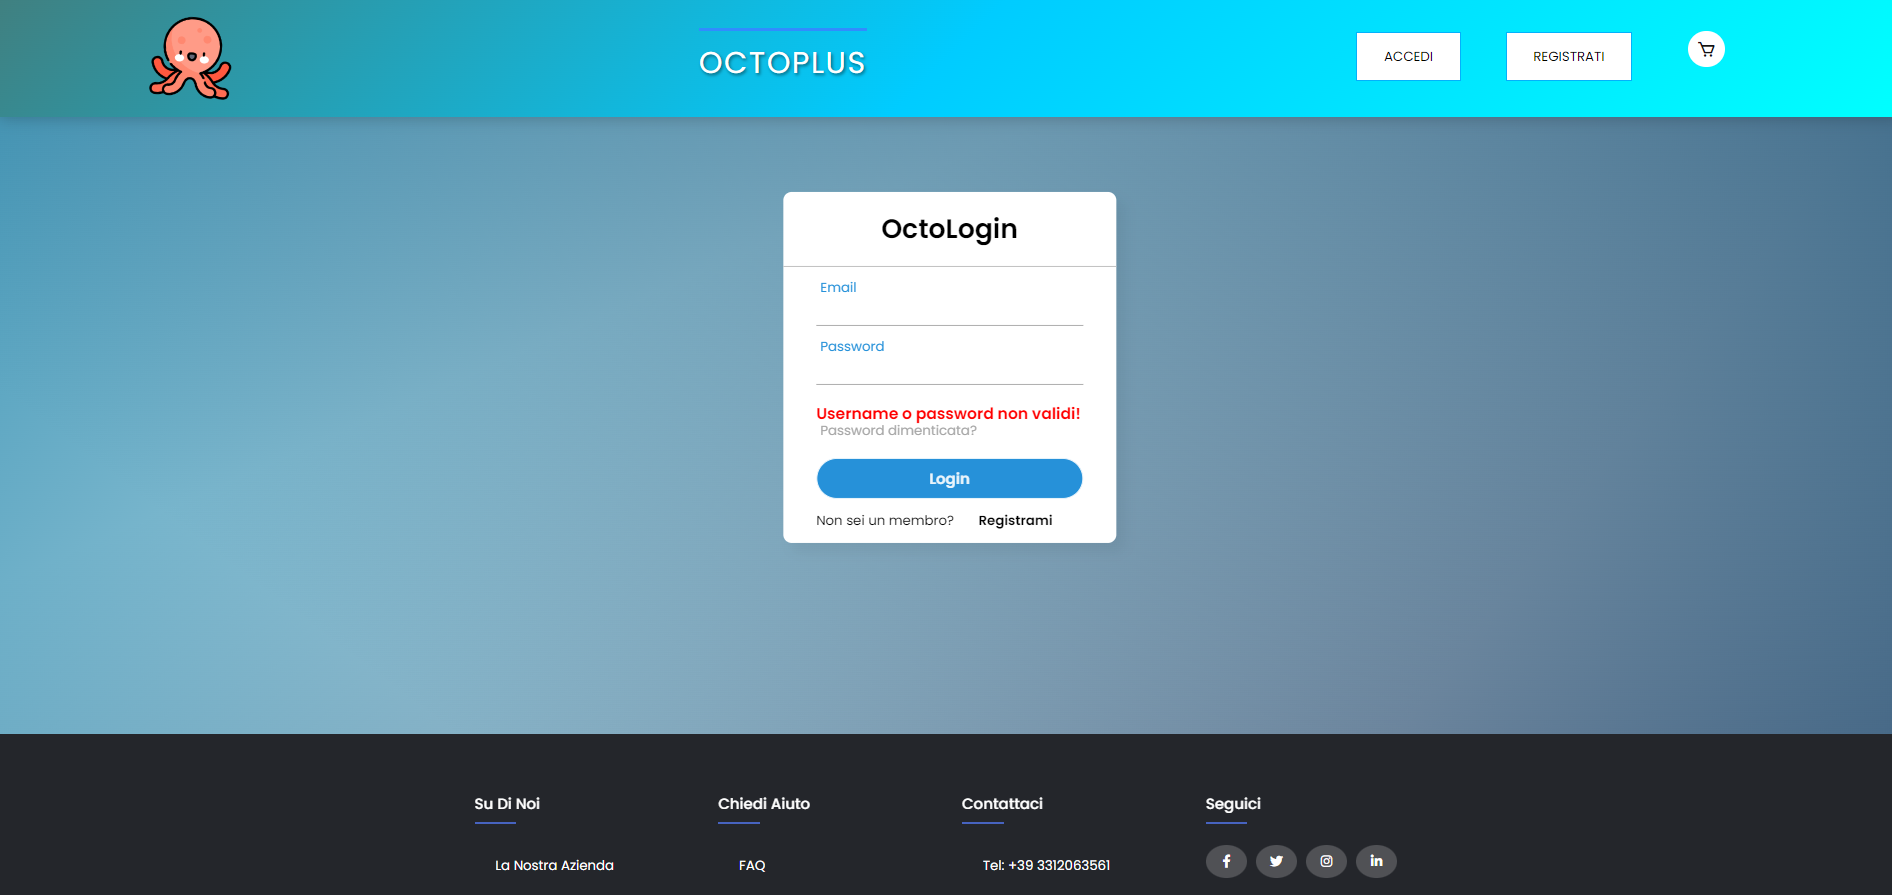 OCTOPLUS
ACCEDI
REGISTRATI
OctoLogin
Email
Password
Username o password non validi!
Password dimenticata?
Login
Non sei un membro? Registrami
Su Di Noi
Chiedi Aiuto
Contattaci
Seguici
La Nostra Azienda
FAQ
Tel: +39 3312063561